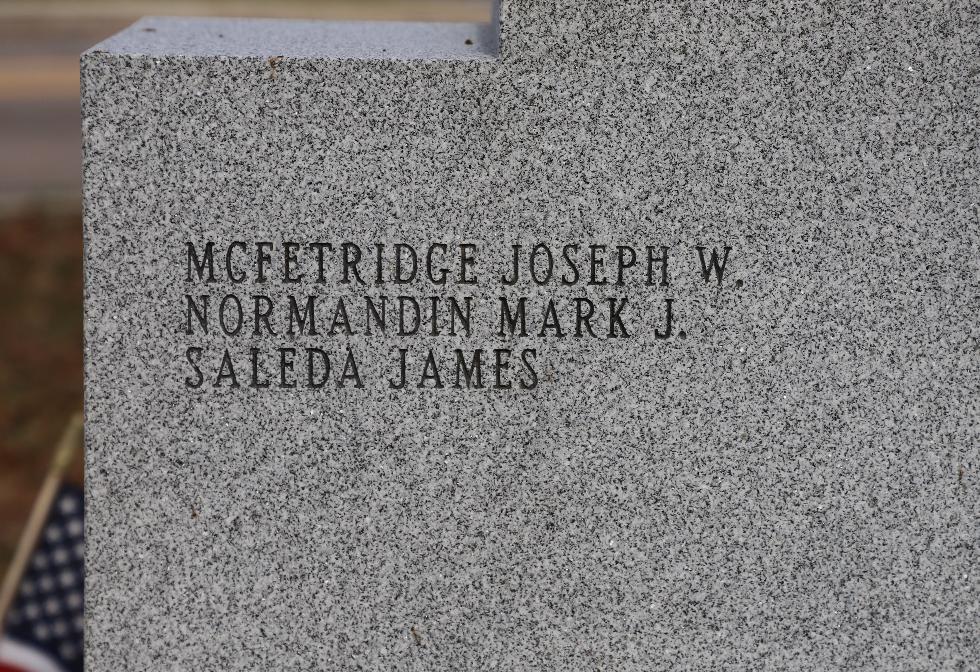 MCFETRIDGE JOSEPH W.
NORMANDIN MARK J.
SALEDA JAMES